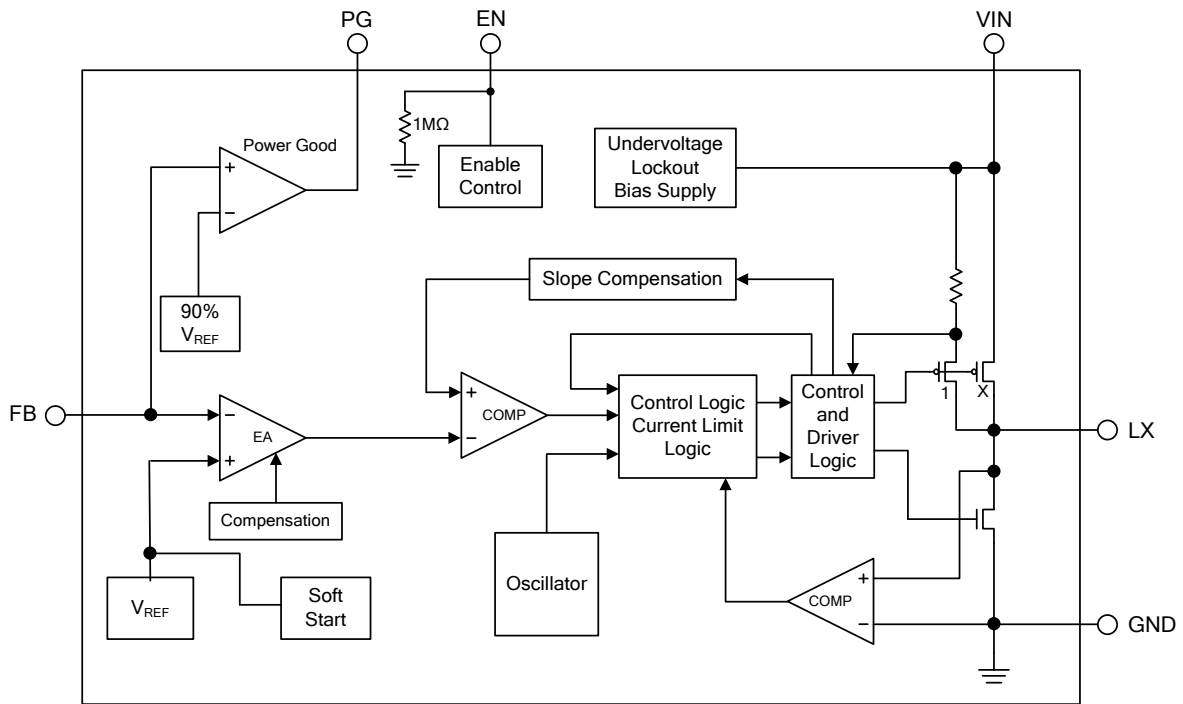 PG
EN
VIN
1MΩ
Power Good
+
−
Enable
Control
Undervoltage
Lockout
Bias Supply
90%
VREF
Slope Compensation
FB
−
EA
+
+
COMP
−
Control Logic
Current Limit
Logic
Control
and
Driver
Logic
1
X
LX
Compensation
VREF
Soft
Start
Oscillator
COMP
+
−
GND